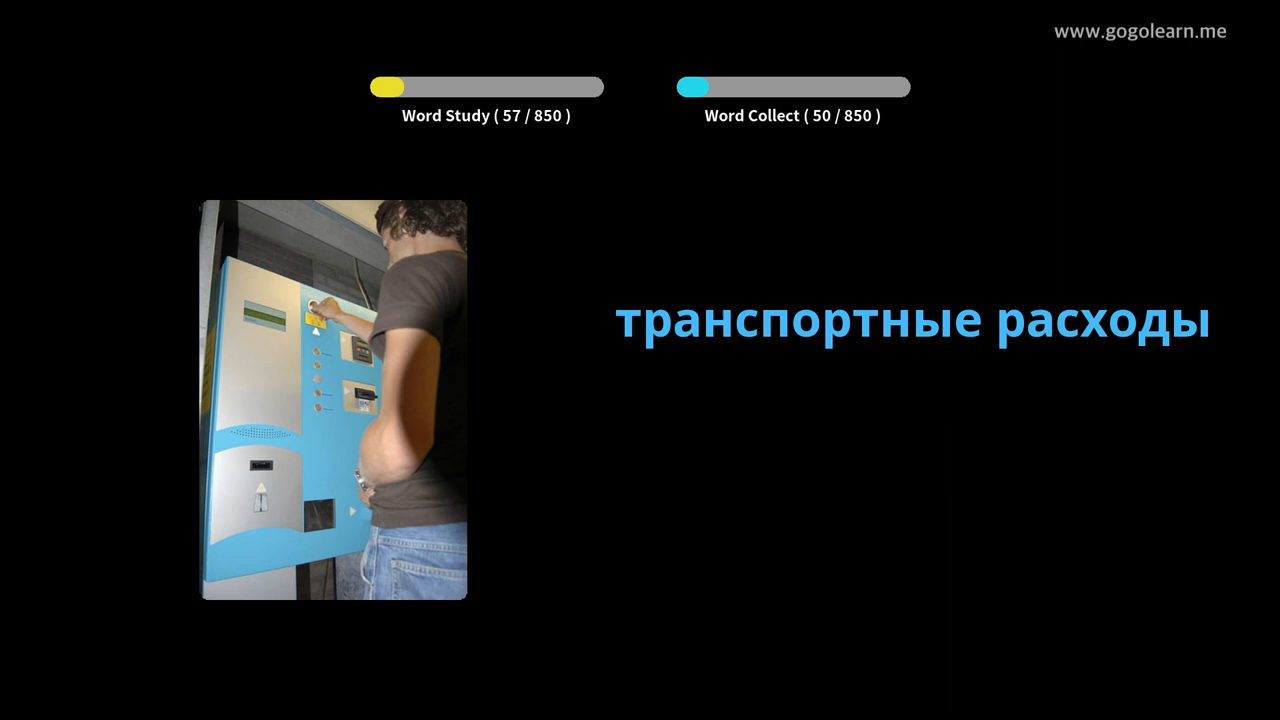 www.gogolearn.me
Word Study ( 57 / 850 )
Word Collect ( 50 / 850 )
транспортные расходы